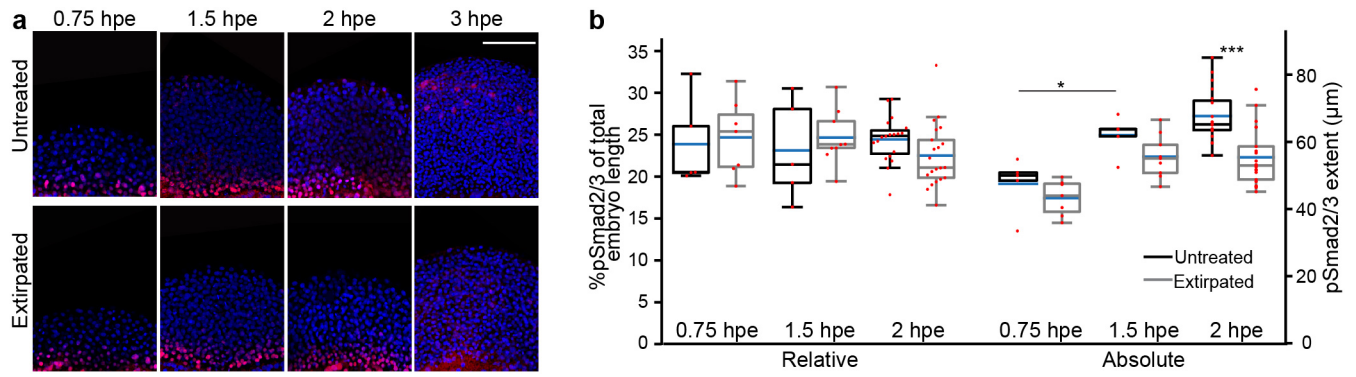 a
0.75 hpe 1.5 hpe 2 hpe 3 hpe
Untreated
Extirpated
b
%pSmad2/3 of total
embryo length
35
30
25
20
15
10
5
0
*
***
Untreated
Extirpated
80
60
40
20
0
pSmad2/3 extent (μm)
0.75 hpe 1.5 hpe 2 hpe 0.75 hpe 1.5 hpe 2 hpe
Relative Absolute